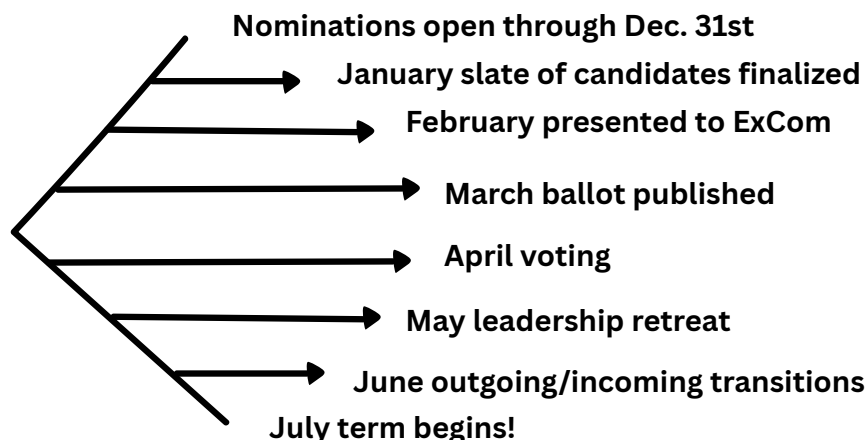 Nominations open through Dec. 31st
January slate of candidates finalized
February presented to ExCom
March ballot published
April voting
May leadership retreat
June outgoing/incoming transitions
July term begins!